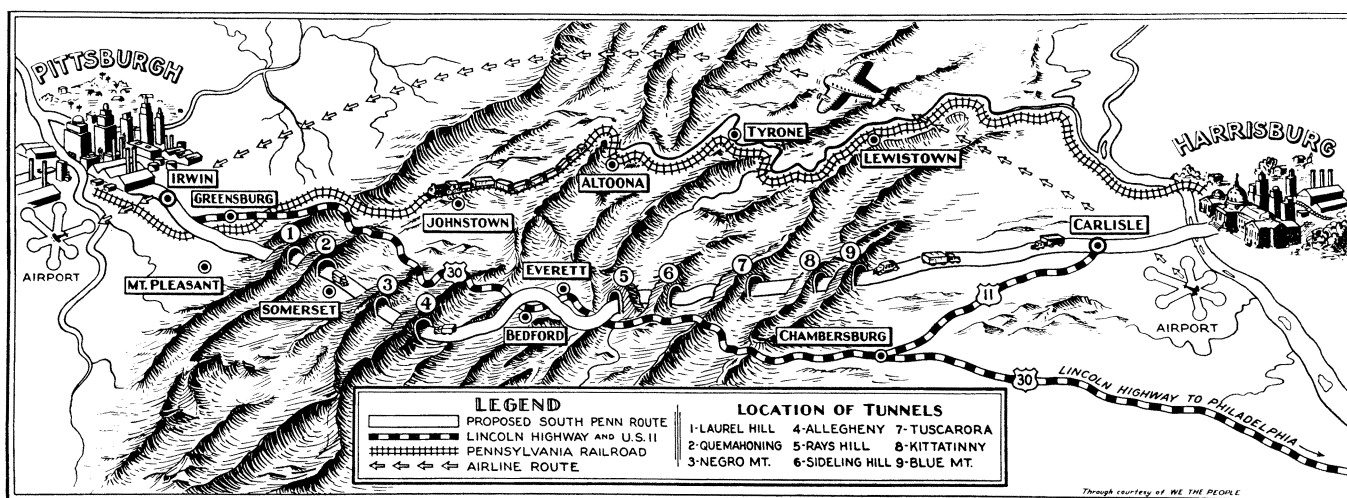 PITTSBURGH
IRWIN
GREENSBURG
AIRPORT
MT. PLEASANT
1
2
SOMERSET
3
4
JOHNSTOWN
30
ALTOONA
TYRONE
LEWISTOWN
EVERETT
BEDFORD
5
6
7
8
9
CHAMBERSBURG
11
CARLISLE
HARRISBURG
AIRPORT
30
LINCOLN HIGHWAY TO PHILADELPHIA
LEGEND
PROPOSED SOUTH PENN ROUTE
LINCOLN HIGHWAY AND U.S. 11
PENNSYLVANIA RAILROAD
AIRLINE ROUTE
LOCATION OF TUNNELS
1-LAUREL HILL 4-ALLEGHENY 7-TUSCARORA
2-QUEMAHONING 5-RAYS HILL 8-KITTATINNY
3-NEGRO MT. 6-SIDELING HILL 9-BLUE MT.
Through courtesy of WE THE PEOPLE